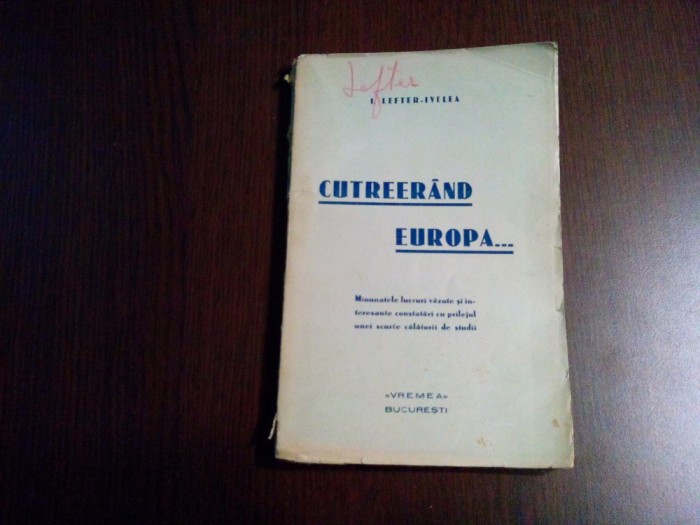 Lefter
I. LEFTER-IVELEA
CUTREERÂND
EUROPA...
Minunatele lucruri văzute și in-
teresante constatări cu prilejul
unei scurte călătorii de studii
«VREMEA»
BUCUREȘTI